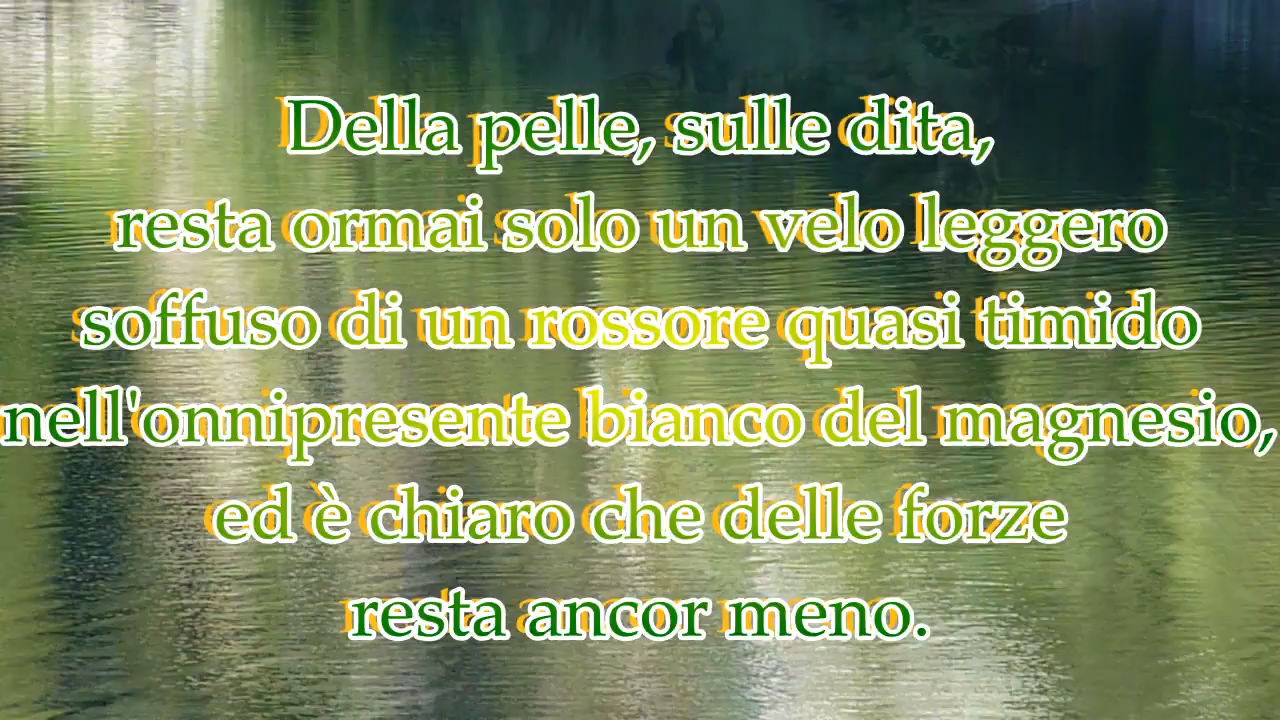 Della pelle, sulle dita,
resta ormai solo un velo leggero
soffuso di un rossore quasi timido
nell'onnipresente bianco del magnesio,
ed è chiaro che delle forze
resta ancor meno.